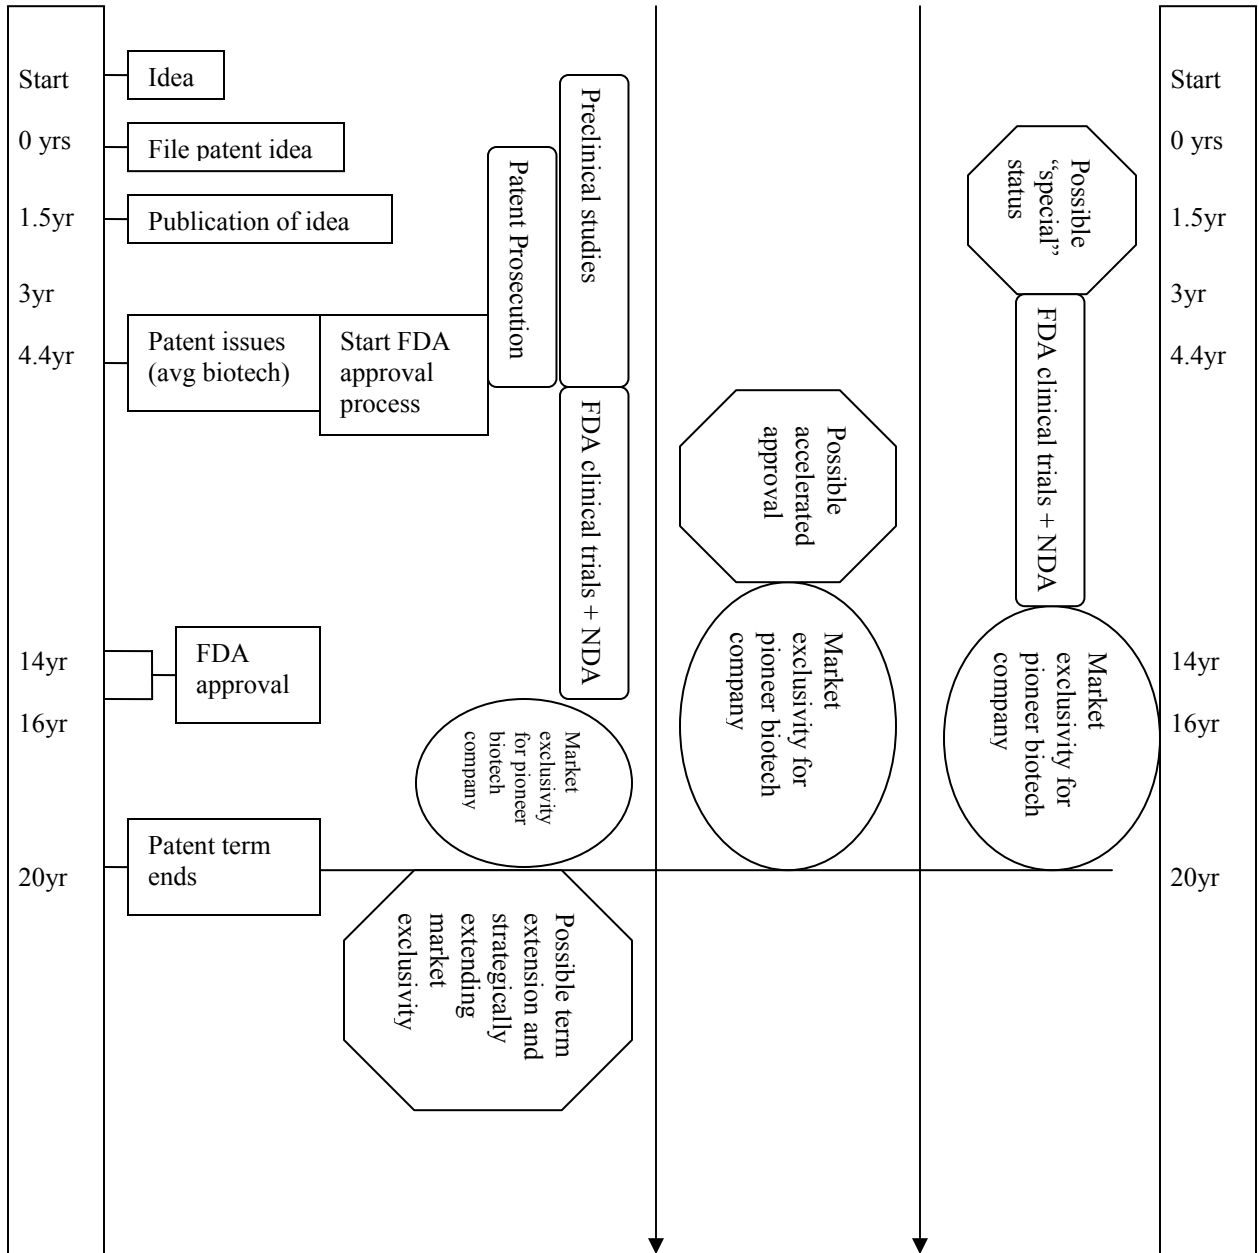 Start
0 yrs
1.5yr
3yr
4.4yr
14yr
16yr
20yr
Idea
File patent idea
Publication of idea
Patent issues
(avg biotech)
Start FDA
approval
process
FDA
approval
Patent term
ends
Patent Prosecution
Preclinical studies
FDA clinical trials + NDA
Market
exclusivity
for pioneer
biotech
company
Possible term
extension and
strategically
extending
market
exclusivity
Possible
accelerated
approval
Market
exclusivity for
pioneer biotech
company
Possible
“special”
status
FDA clinical trials + NDA
Market
exclusivity for
pioneer biotech
company
Start
0 yrs
1.5yr
3yr
4.4yr
14yr
16yr
20yr